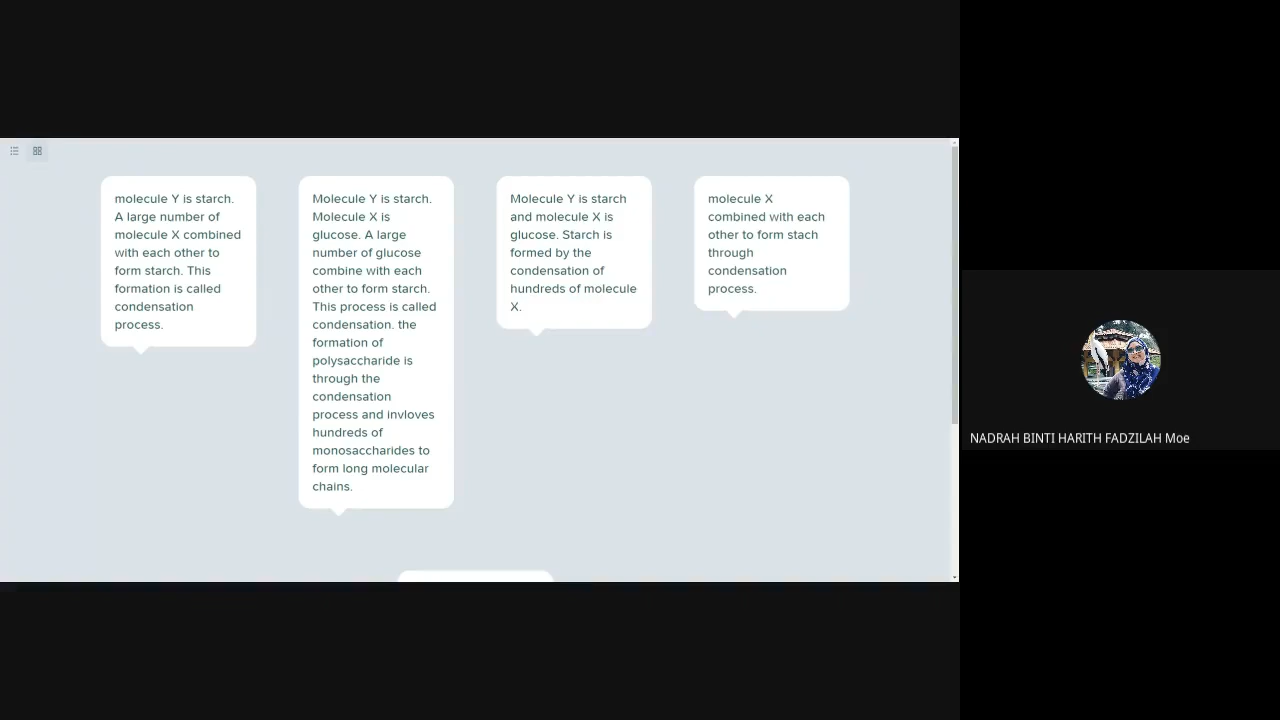 molecule Y is starch.
A large number of
molecule X combined
with each other to
form starch. This
formation is called
condensation
process.
Molecule Y is starch.
Molecule X is
glucose. A large
number of glucose
combine with each
other to form starch.
This process is called
condensation. the
formation of
polysaccharide is
through the
condensation
process and invloves
hundreds of
monosaccharides to
form long molecular
chains.
Molecule Y is starch
and molecule X is
glucose. Starch is
formed by the
condensation of
hundreds of molecule
X.
molecule X
combined with each
other to form stach
through
condensation
process.
NADRAH BINTI HARITH FADZILAH Moe